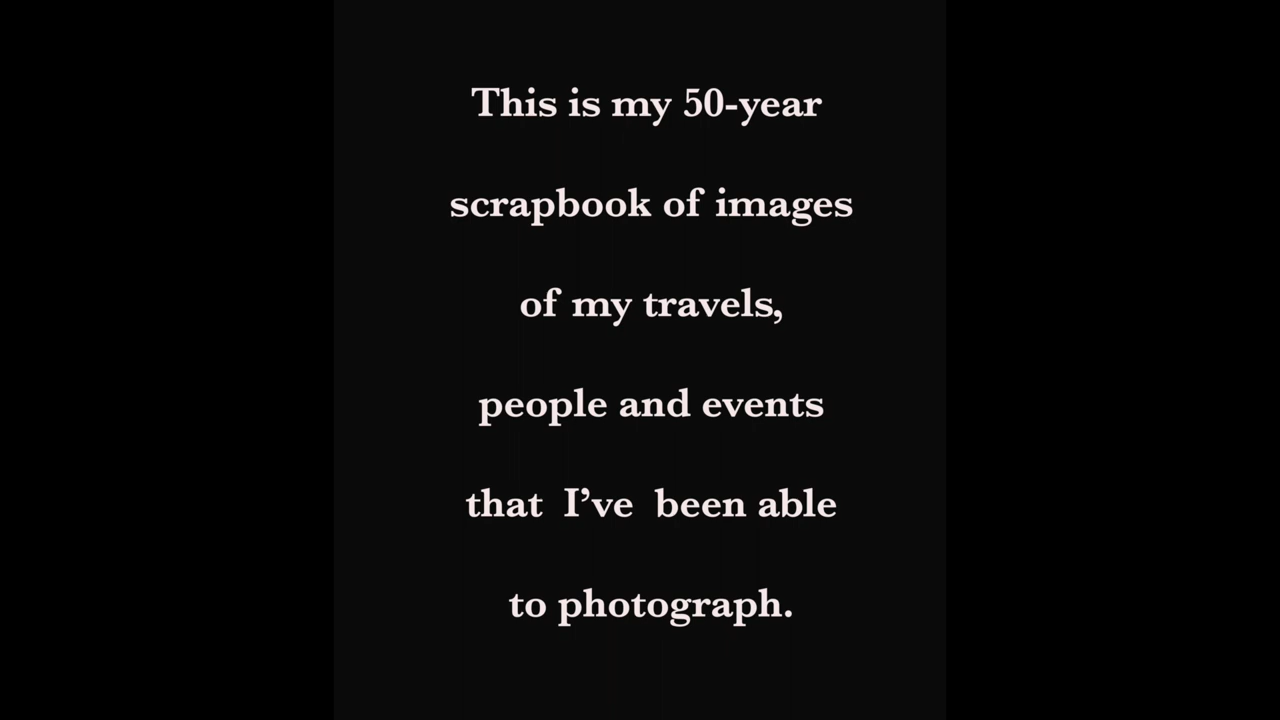 This is my 50-year
scrapbook of images
of my travels,
people and events
that I’ve been able
to photograph.